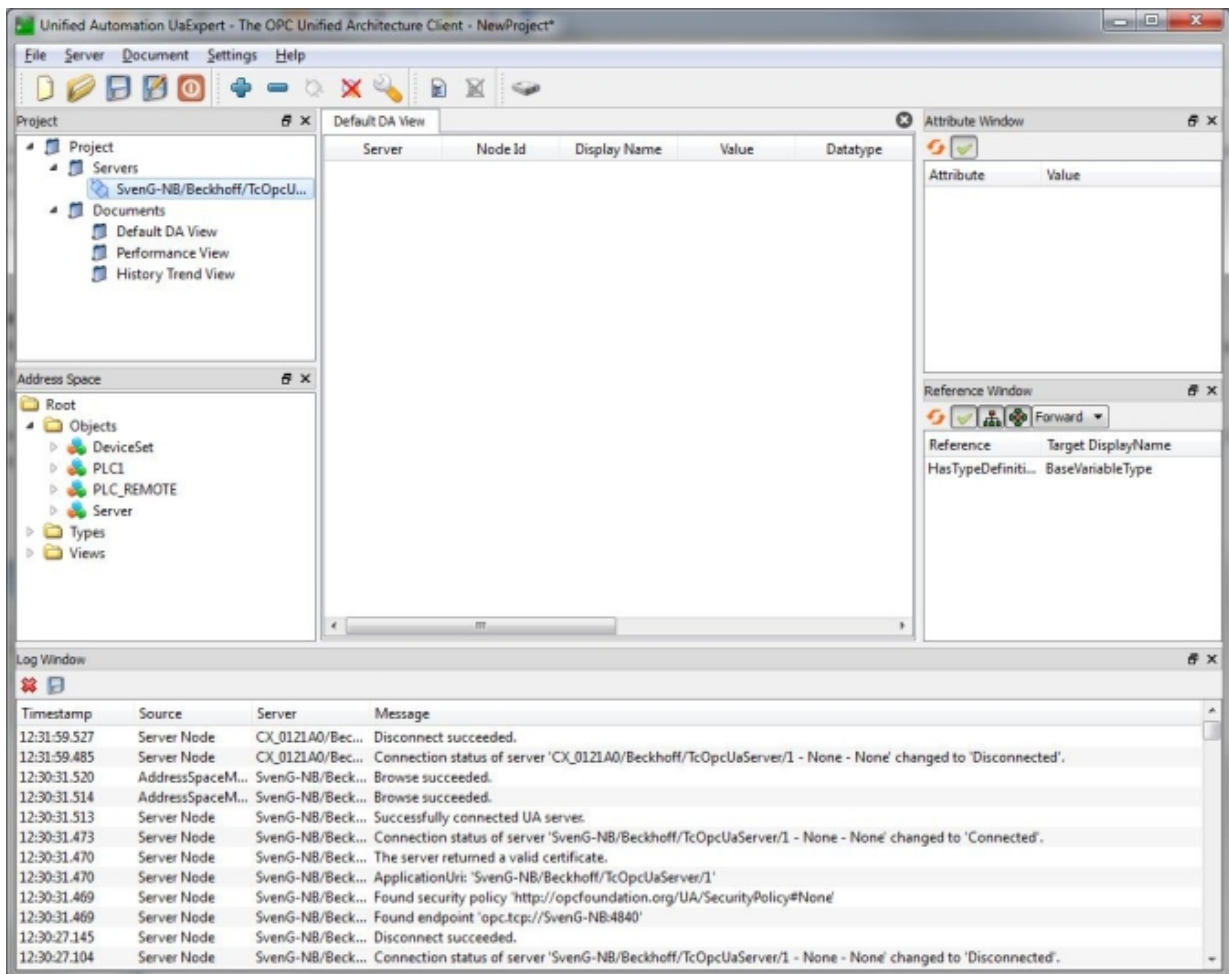 Unified Automation UaExpert - The OPC Unified Architecture Client - NewProject*
File Server Document Settings Help
Project
Project
Servers
SvenG-NB/Beckhoff/TcOpcU...
Documents
Default DA View
Performance View
History Trend View
Address Space
Root
Objects
DeviceSet
PLC1
PLC_REMOTE
Server
Types
Views
Default DA View
Server Node Id Display Name Value Datatype
Attribute Window
Attribute Value
Reference Window
Forward
Reference Target DisplayName
HasTypeDefiniti... BaseVariableType
Log Window
Timestamp Source Server Message
12:31:59.527 Server Node CX_0121A0/Bec... Disconnect succeeded.
12:31:59.485 Server Node CX_0121A0/Bec... Connection status of server 'CX_0121A0/Beckhoff/TcOpcUaServer/1 - None - None' changed to 'Disconnected'.
12:30:31.520 AddressSpaceM... SvenG-NB/Beck... Browse succeeded.
12:30:31.514 AddressSpaceM... SvenG-NB/Beck... Browse succeeded.
12:30:31.513 Server Node SvenG-NB/Beck... Successfully connected UA server.
12:30:31.473 Server Node SvenG-NB/Beck... Connection status of server 'SvenG-NB/Beckhoff/TcOpcUaServer/1 - None - None' changed to 'Connected'.
12:30:31.470 Server Node SvenG-NB/Beck... The server returned a valid certificate.
12:30:31.470 Server Node SvenG-NB/Beck... ApplicationUri: 'SvenG-NB/Beckhoff/TcOpcUaServer/1'
12:30:31.469 Server Node SvenG-NB/Beck... Found security policy 'http://opcfoundation.org/UA/SecurityPolicy#None'
12:30:31.469 Server Node SvenG-NB/Beck... Found endpoint 'opc.tcp://SvenG-NB:4840'
12:30:27.145 Server Node SvenG-NB/Beck... Disconnect succeeded.
12:30:27.104 Server Node SvenG-NB/Beck... Connection status of server 'SvenG-NB/Beckhoff/TcOpcUaServer/1 - None - None' changed to 'Disconnected'.